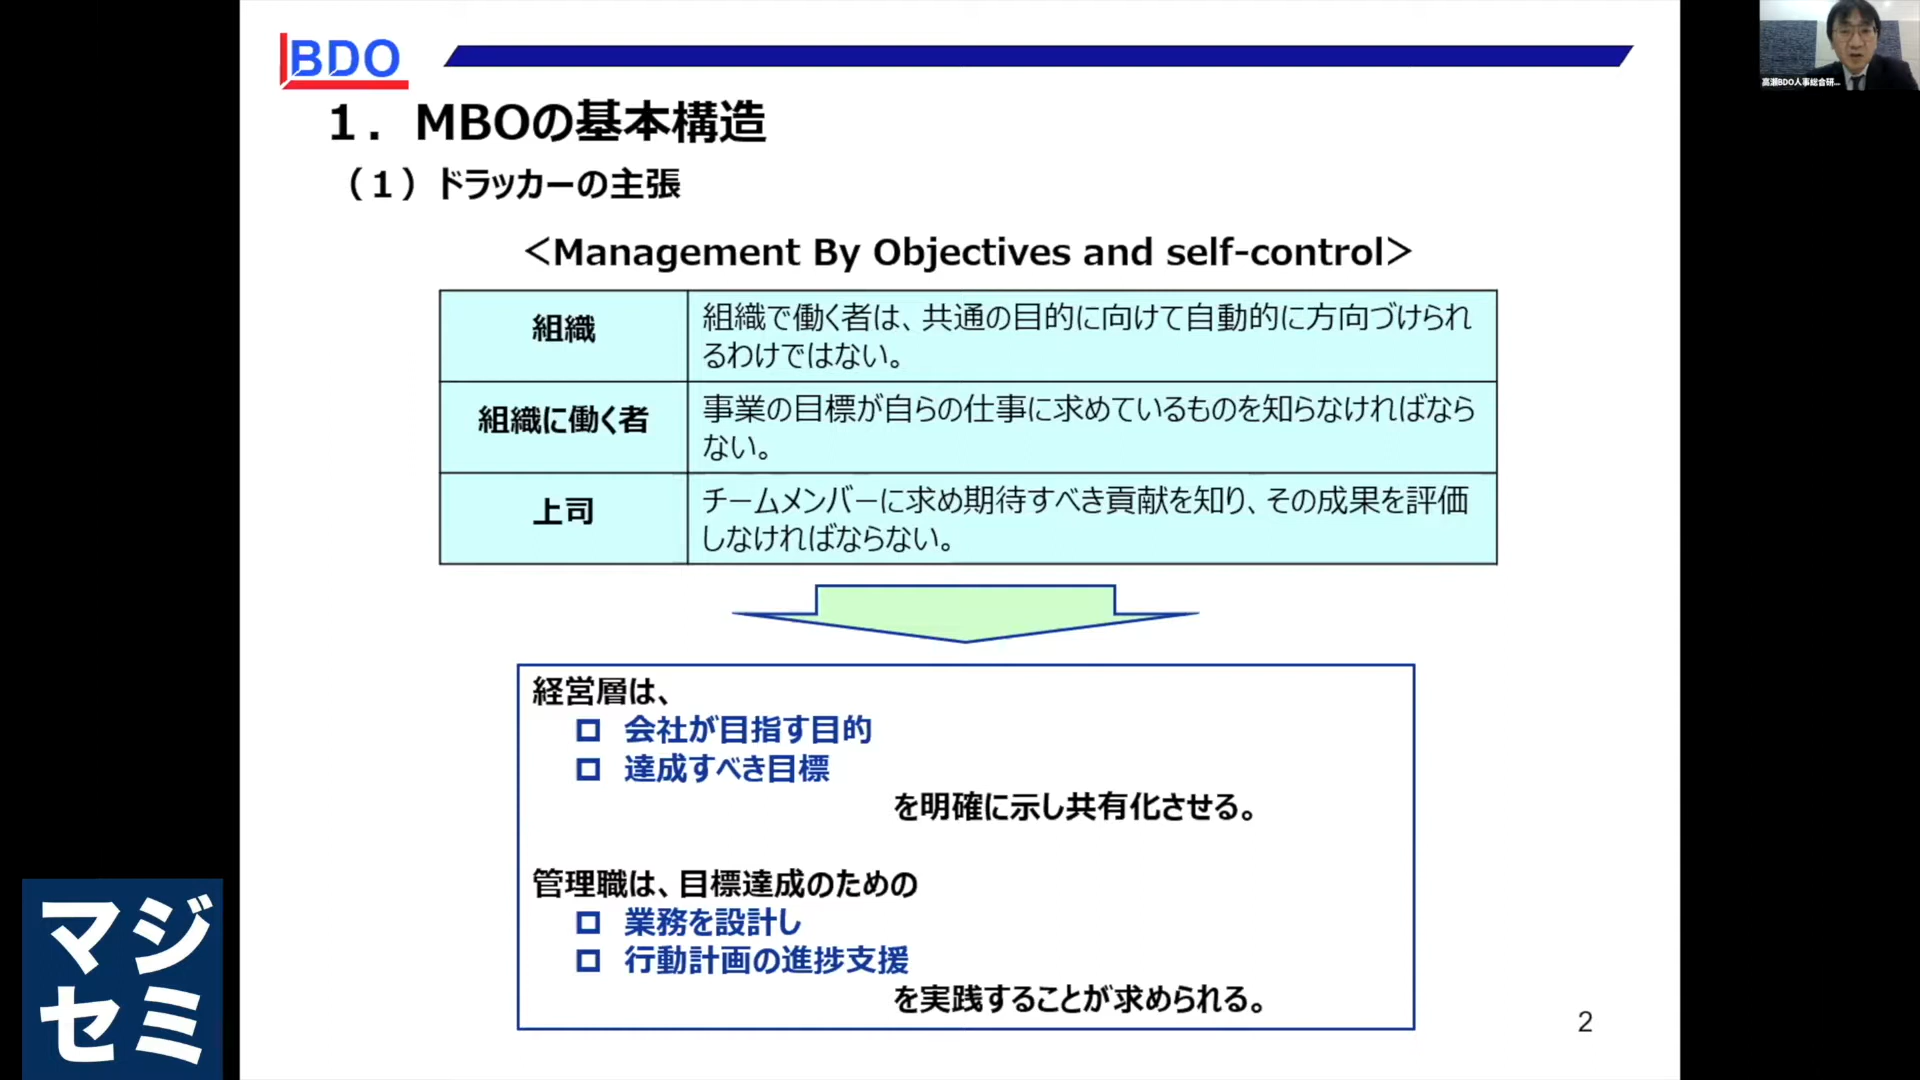 BDO
1．MBOの基本構造
（1）ドラッカーの主張
＜Management By Objectives and self-control＞
組織
組織で働く者は、共通の目的に向けて自動的に方向づけられ
るわけではない。
組織に働く者
事業の目標が自らの仕事に求めているものを知らなければなら
ない。
上司
チームメンバーに求め期待すべき貢献を知り、その成果を評価
しなければならない。
経営層は、
会社が目指す目的
達成すべき目標
を明確に示し共有化させる。
管理職は、目標達成のための
業務を設計し
行動計画の進捗支援
を実践することが求められる。
2
マジ
セミ
高瀬BDO人事総合研...